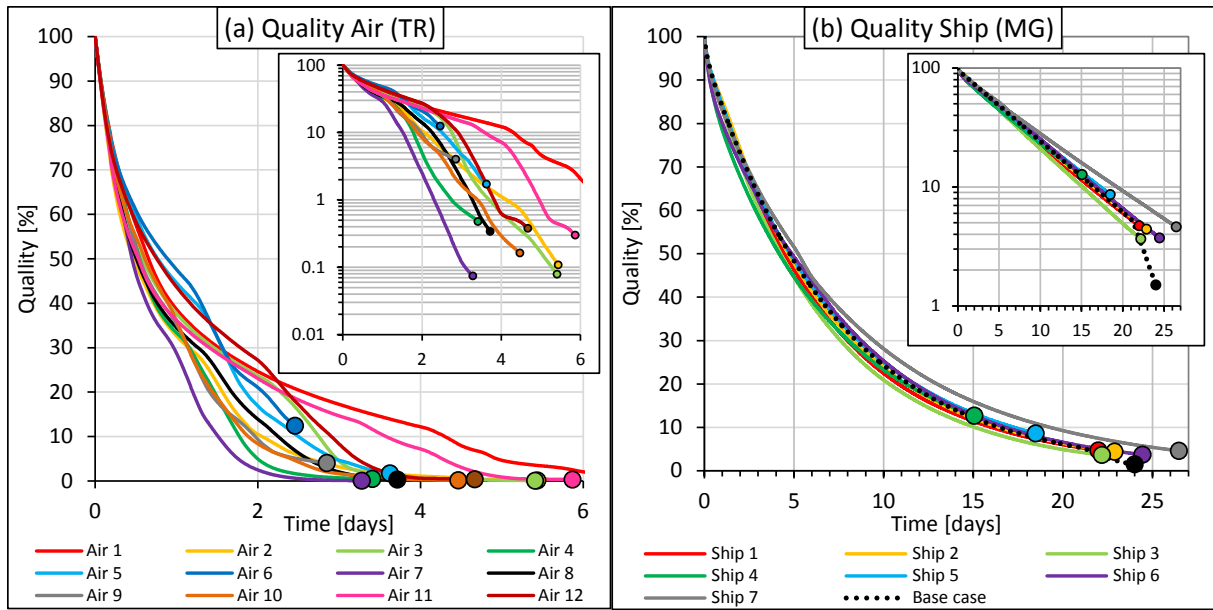 (a) Quality Air (TR)
100
90
80
70
60
50
40
30
20
10
0
Quallity [%]
0 2 4 6
Time [days]
100
10
1
0.1
0.01
0 2 4 6
Air 1 Air 2 Air 3 Air 4
Air 5 Air 6 Air 7 Air 8
Air 9 Air 10 Air 11 Air 12
(b) Quality Ship (MG)
100
90
80
70
60
50
40
30
20
10
0
Quality [%]
0 5 10 15 20 25
Time [days]
100
10
1
0 5 10 15 20 25
Ship 1 Ship 2 Ship 3
Ship 4 Ship 5 Ship 6
Ship 7 Base case